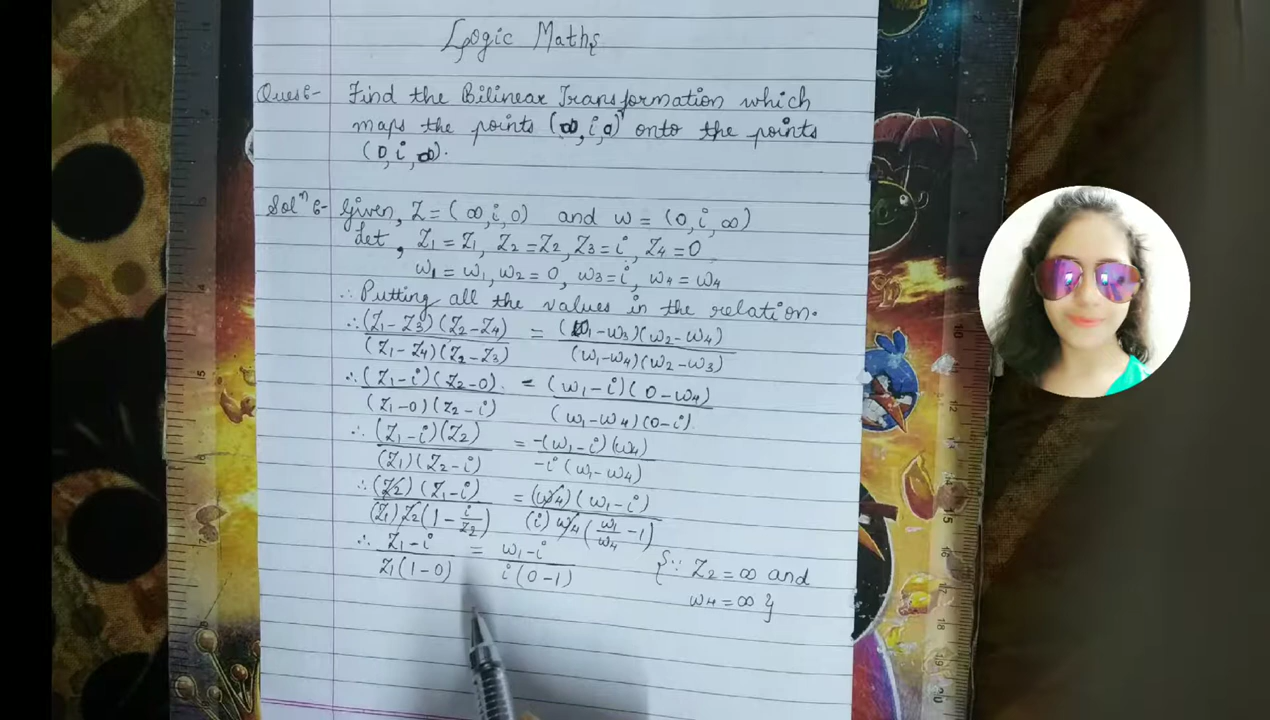 Logic Maths
Ques:- Find the Bilinear Transformation which
maps the points (∞, i, 0) onto the points
(0, i, ∞).
Solⁿ:- Given, Z = (∞, i, 0) and w = (0, i, ∞)
Let, Z₁ = Z₁, Z₂ = Z₂, Z₃ = i, Z₄ = 0
w₁ = w₁, w₂ = 0, w₃ = i, w₄ = w₄
∴ Putting all the values in the relation.
∴ (Z₁ - Z₃)(Z₂ - Z₄) / (Z₁ - Z₄)(Z₂ - Z₃) = (w₁ - w₃)(w₂ - w₄) / (w₁ - w₄)(w₂ - w₃)
∴ (Z₁ - i)(Z₂ - 0) / (Z₁ - 0)(Z₂ - i) = (w₁ - i)(0 - w₄) / (w₁ - w₄)(0 - i)
∴ (Z₁ - i)(Z₂) / (Z₁)(Z₂ - i) = -(w₁ - i)(w₄) / -i(w₁ - w₄)
∴ (Z₂)(Z₁ - i) / (Z₁) Z₂ (1 - i/Z₂) = (w₄)(w₁ - i) / (i) w₄ (w₁/w₄ - 1)
∴ Z₁ - i / Z₁(1 - 0) = w₁ - i / i(0 - 1) {∵ Z₂ = ∞ and
w₄ = ∞}